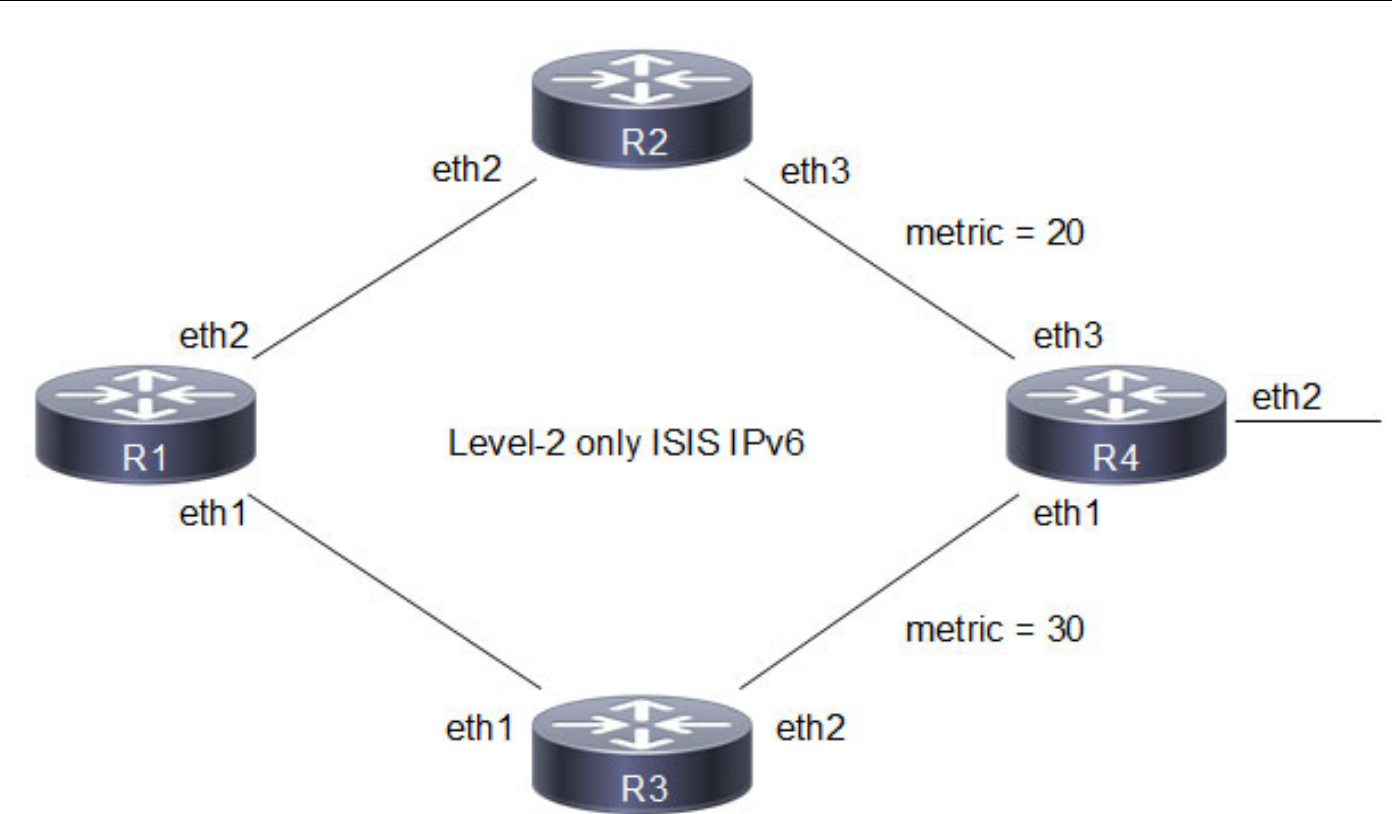 R2
eth2
eth3
metric = 20
eth2
eth3
R1
Level-2 only ISIS IPv6
R4
eth2
eth1
eth1
metric = 30
eth1
eth2
R3